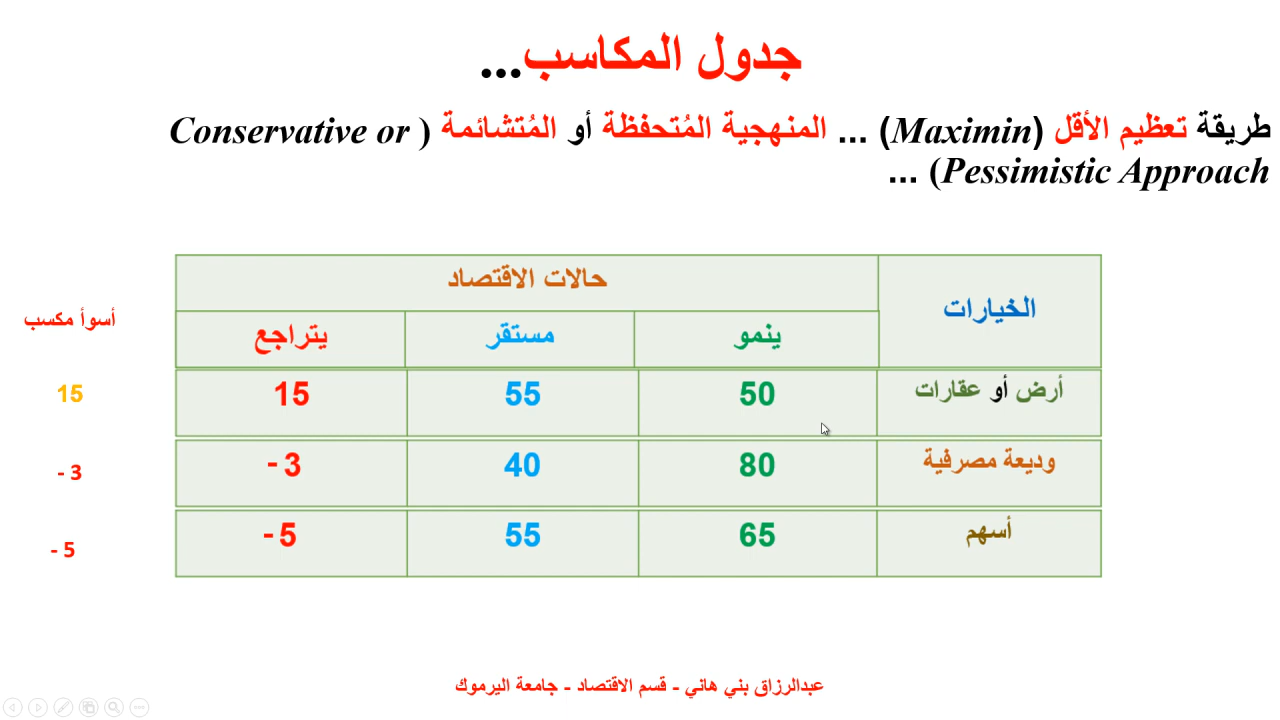 جدول المكاسب...
طريقة تعظيم الأقل (Maximin) ... المنهجية المُتحفظة أو المُتشائمة (Conservative or
Pessimistic Approach) ...
الخيارات
حالات الاقتصاد
ينمو
مستقر
يتراجع
أسوأ مكسب
أرض أو عقارات 50 55 15 15
وديعة مصرفية 80 40 - 3 - 3
أسهم 65 55 - 5 - 5
عبدالرزاق بني هاني - قسم الاقتصاد - جامعة اليرموك